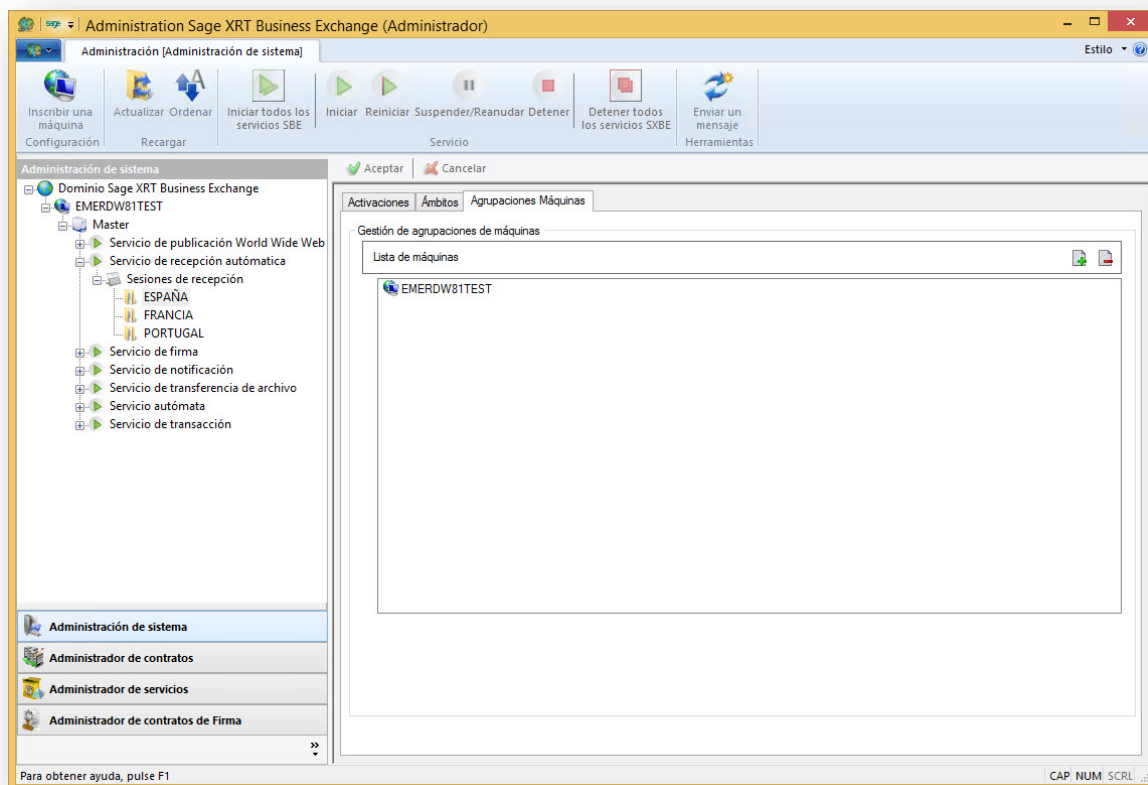 sage Administration Sage XRT Business Exchange (Administrador)
Administración [Administración de sistema]
Estilo
Inscribir una máquina
Actualizar
Ordenar
Iniciar todos los servicios SBE
Iniciar
Reiniciar
Suspender/Reanudar
Detener
Detener todos los servicios SXBE
Enviar un mensaje
Configuración
Recargar
Servicio
Herramientas
Administración de sistema
Dominio Sage XRT Business Exchange
EMERDW81TEST
Master
Servicio de publicación World Wide Web
Servicio de recepción autómatica
Sesiones de recepción
ESPAÑA
FRANCIA
PORTUGAL
Servicio de firma
Servicio de notificación
Servicio de transferencia de archivo
Servicio autómata
Servicio de transacción
Administración de sistema
Administrador de contratos
Administrador de servicios
Administrador de contratos de Firma
Aceptar
Cancelar
Activaciones
Ámbitos
Agrupaciones Máquinas
Gestión de agrupaciones de máquinas
Lista de máquinas
EMERDW81TEST
Para obtener ayuda, pulse F1
CAP NUM SCRL